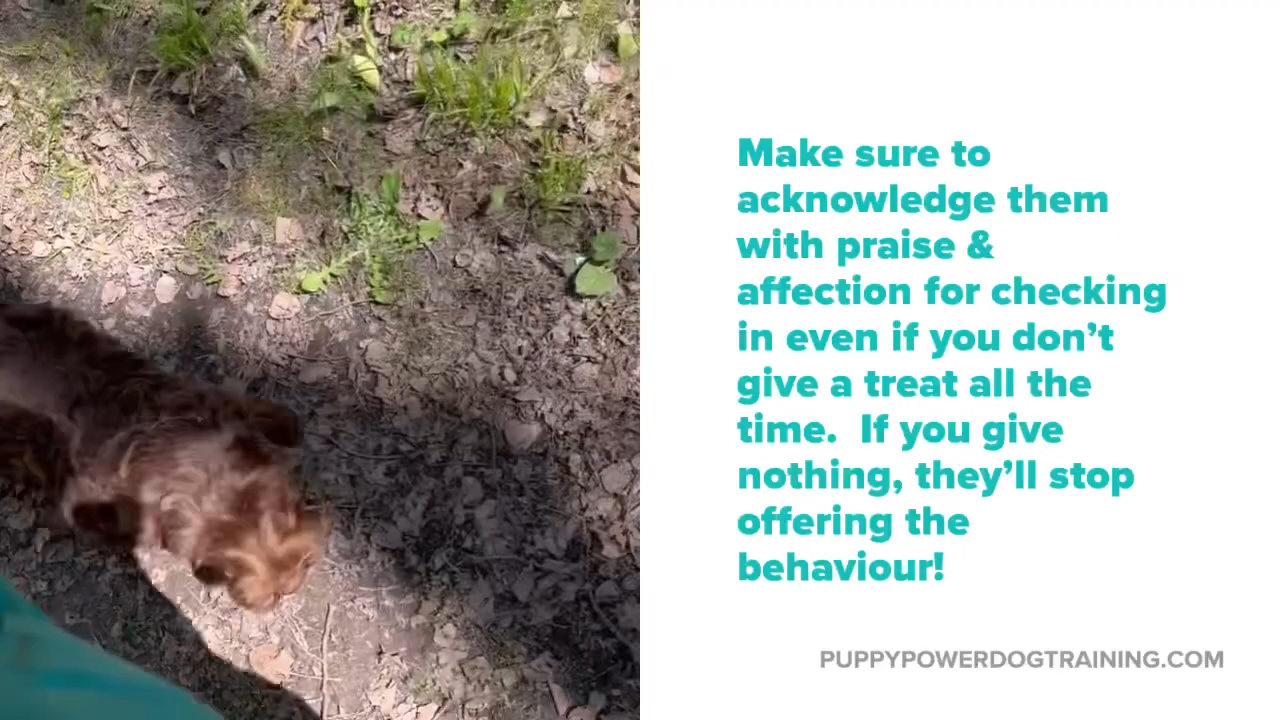 Make sure to
acknowledge them
with praise &
affection for checking
in even if you don’t
give a treat all the
time.  If you give
nothing, they’ll stop
offering the
behaviour!
PUPPYPOWERDOGTRAINING.COM